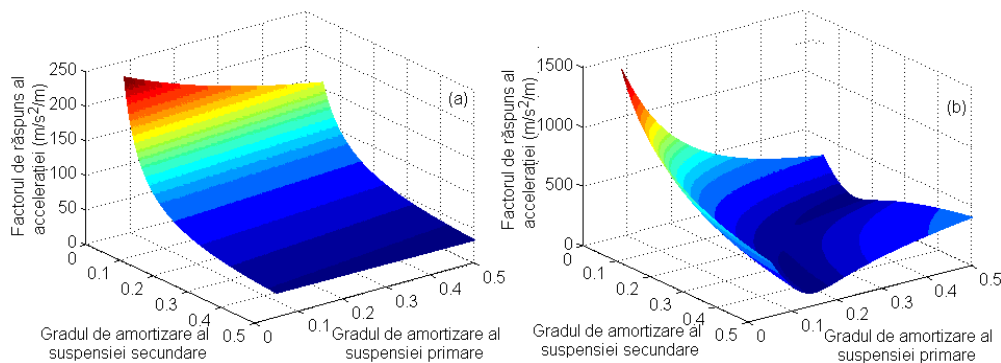 Factorul de răspuns al
accelerației (m/s²/m)
250
200
150
100
50
0
(a)
0
0.1
0.2
0.3
0.4
0.5
0
0.1
0.2
0.3
0.4
0.5
Gradul de amortizare al
suspensiei secundare
Gradul de amortizare al
suspensiei primare
Factorul de răspuns al
accelerației (m/s²/m)
1500
1000
500
0
(b)
0
0.1
0.2
0.3
0.4
0.5
0
0.1
0.2
0.3
0.4
0.5
Gradul de amortizare al
suspensiei secundare
Gradul de amortizare al
suspensiei primare